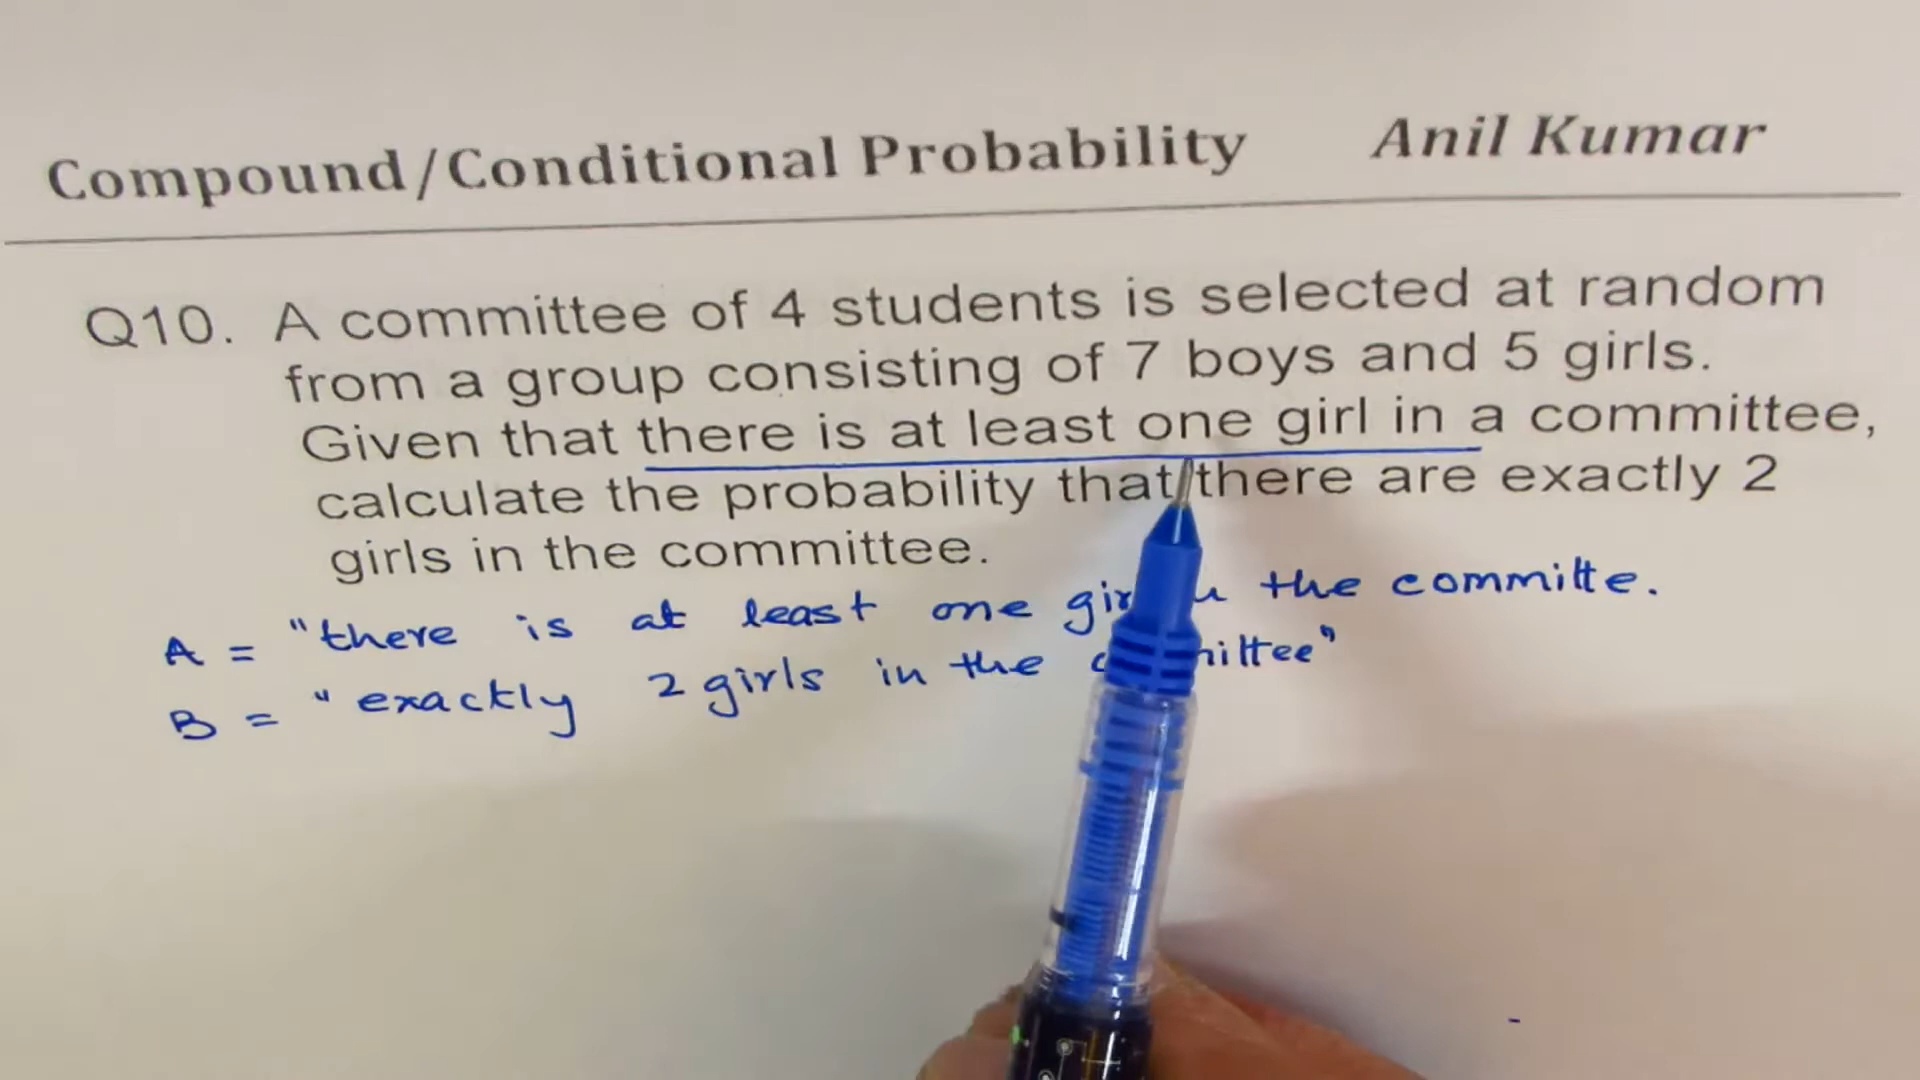 Compound/Conditional Probability Anil Kumar
Q10. A committee of 4 students is selected at random
from a group consisting of 7 boys and 5 girls.
Given that there is at least one girl in a committee,
calculate the probability that there are exactly 2
girls in the committee.
A = "there is at least one the committe.
B = "exactly 2 girls in the